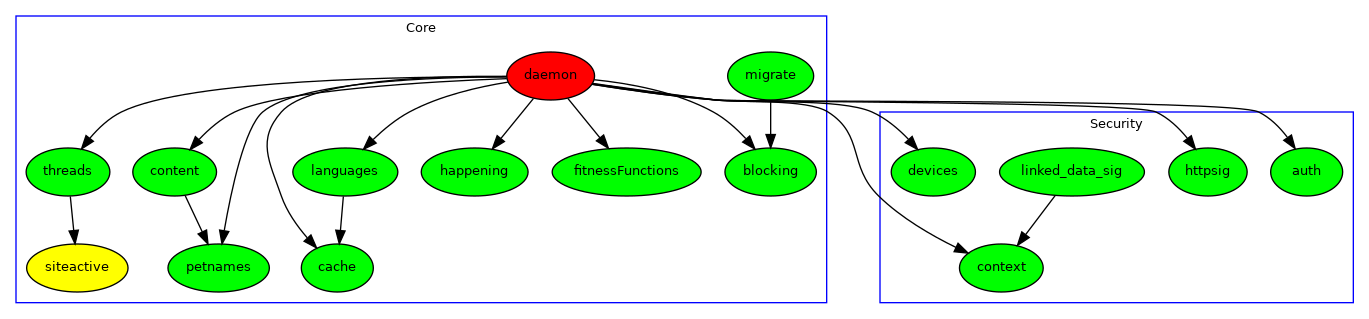 Core
daemon
migrate
Security
threads
content
languages
happening
fitnessFunctions
blocking
devices
linked_data_sig
httpsig
auth
siteactive
petnames
cache
context